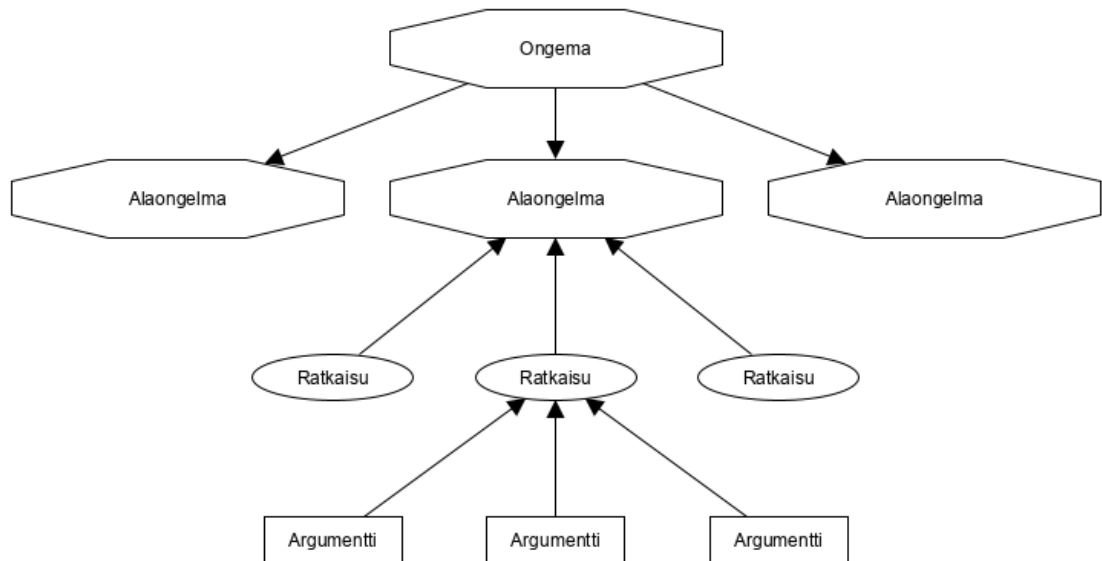 Ongema
Alaongelma
Alaongelma
Alaongelma
Ratkaisu
Ratkaisu
Ratkaisu
Argumentti
Argumentti
Argumentti